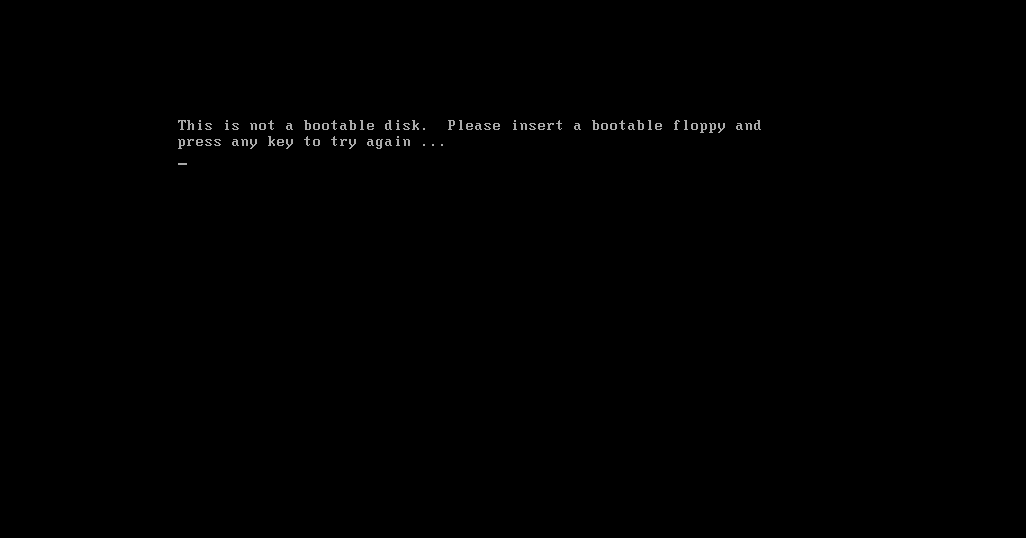 This is not a bootable disk.  Please insert a bootable floppy and
press any key to try again ...
_